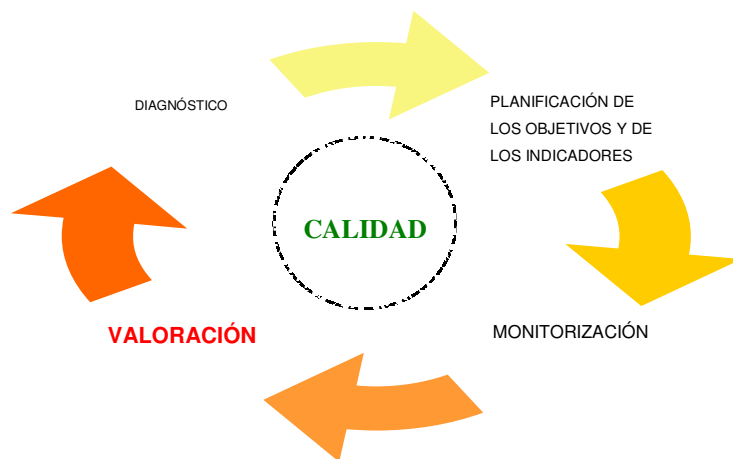 DIAGNÓSTICO
PLANIFICACIÓN DE
LOS OBJETIVOS Y DE
LOS INDICADORES
CALIDAD
VALORACIÓN
MONITORIZACIÓN